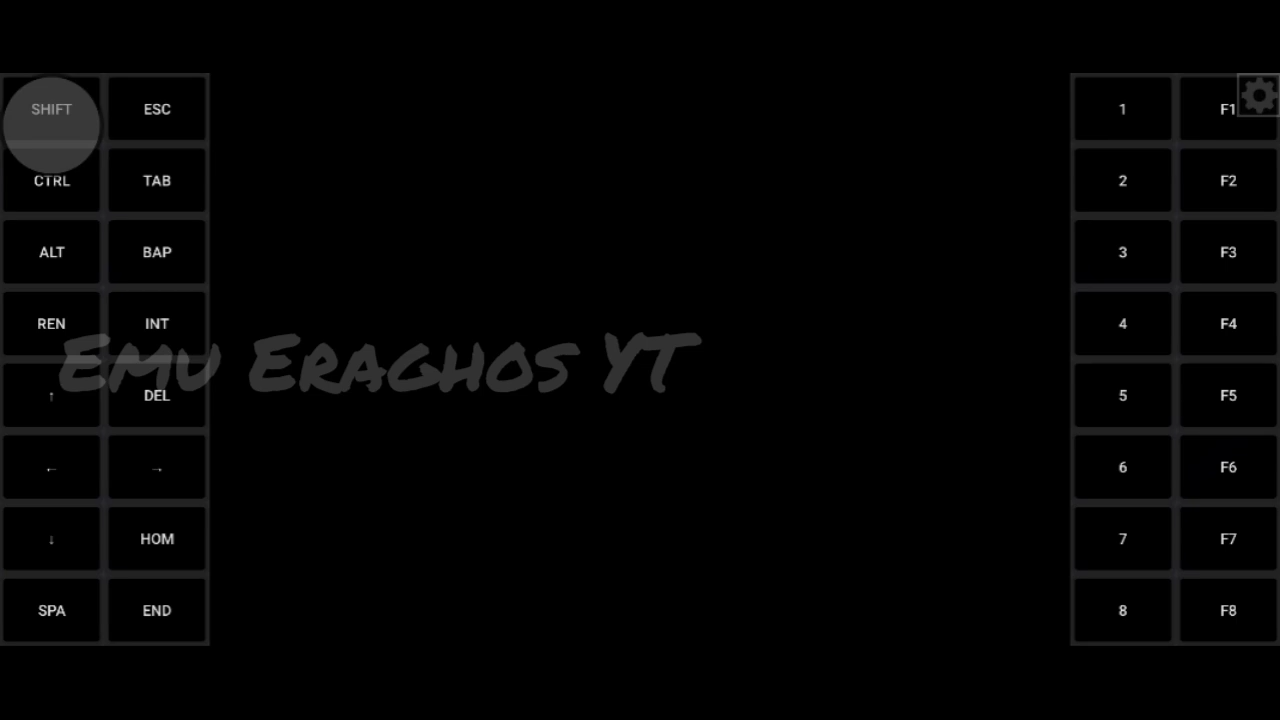 SHIFT ESC
CTRL TAB
ALT BAP
REN INT
Emu Eraghos YT
↑ DEL
← →
↓ HOM
SPA END
1 F1
2 F2
3 F3
4 F4
5 F5
6 F6
7 F7
8 F8